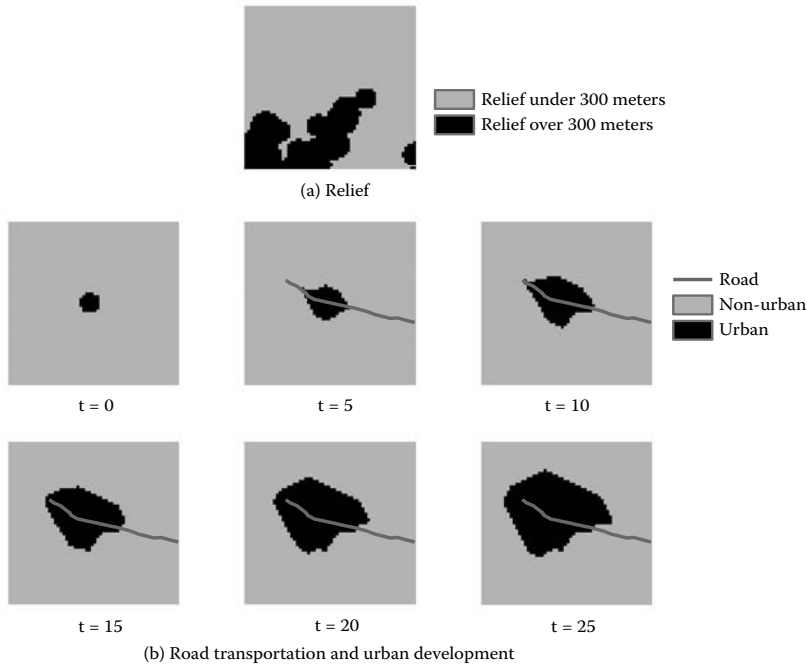 Relief under 300 meters
Relief over 300 meters
(a) Relief
Road
Non-urban
Urban
t = 0
t = 5
t = 10
t = 15
t = 20
t = 25
(b) Road transportation and urban development